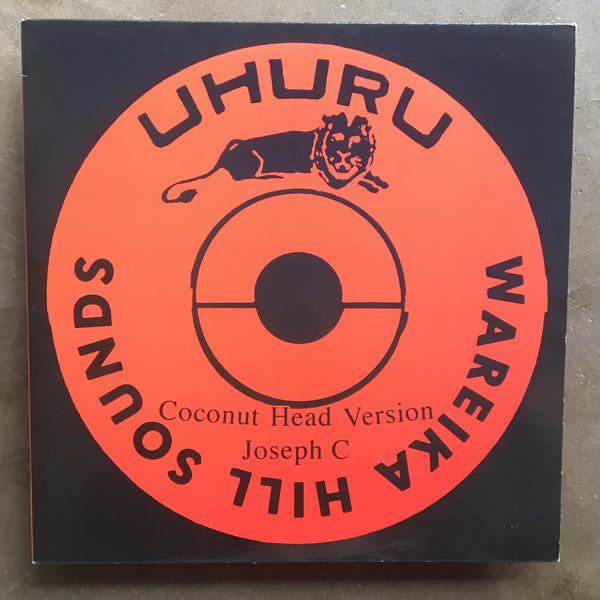 UHURU
WAREIKA HILL SOUNDS
Coconut Head Version
Joseph C